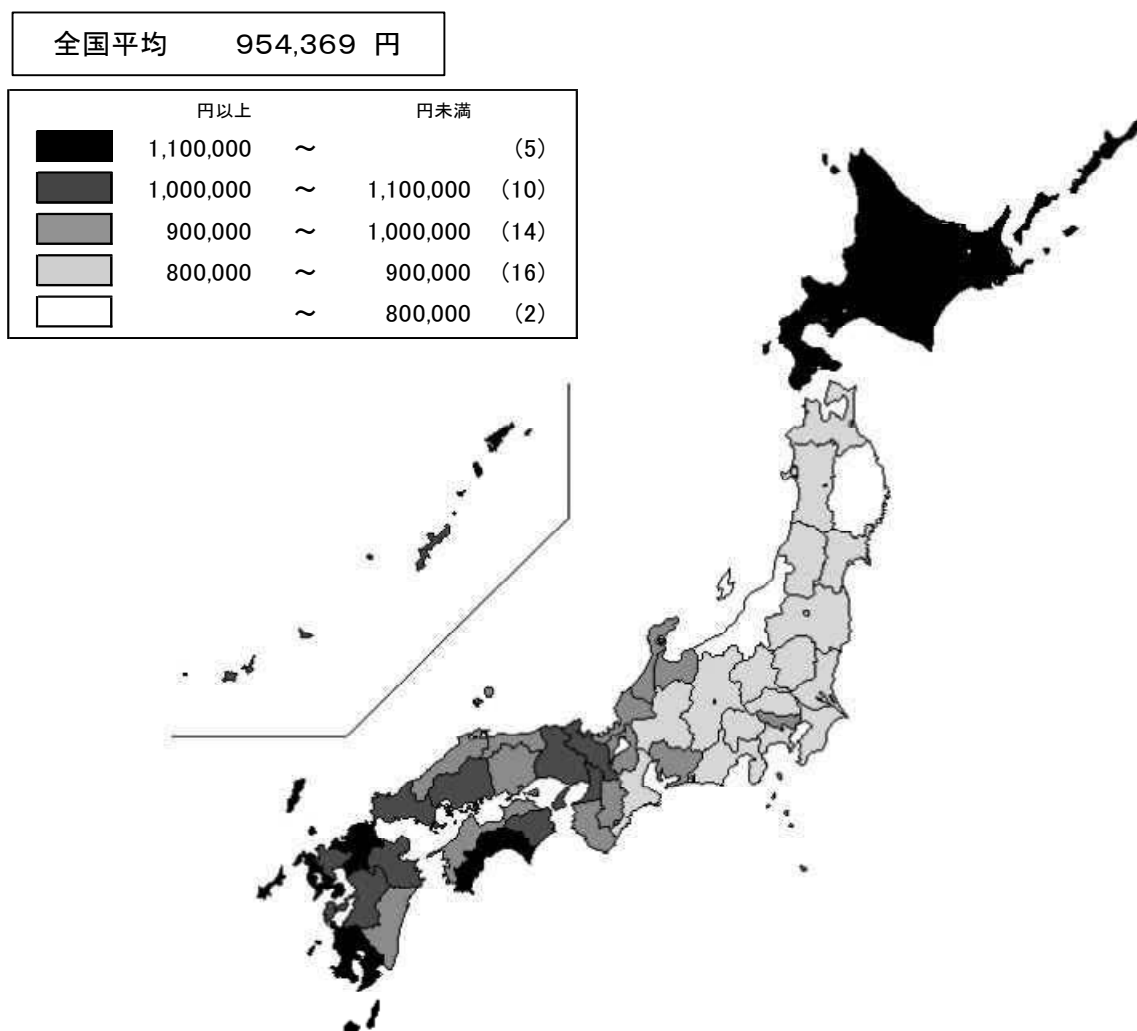 全国平均 954,369 円
円以上 円未満
1,100,000 ～ (5)
1,000,000 ～ 1,100,000 (10)
900,000 ～ 1,000,000 (14)
800,000 ～ 900,000 (16)
～ 800,000 (2)